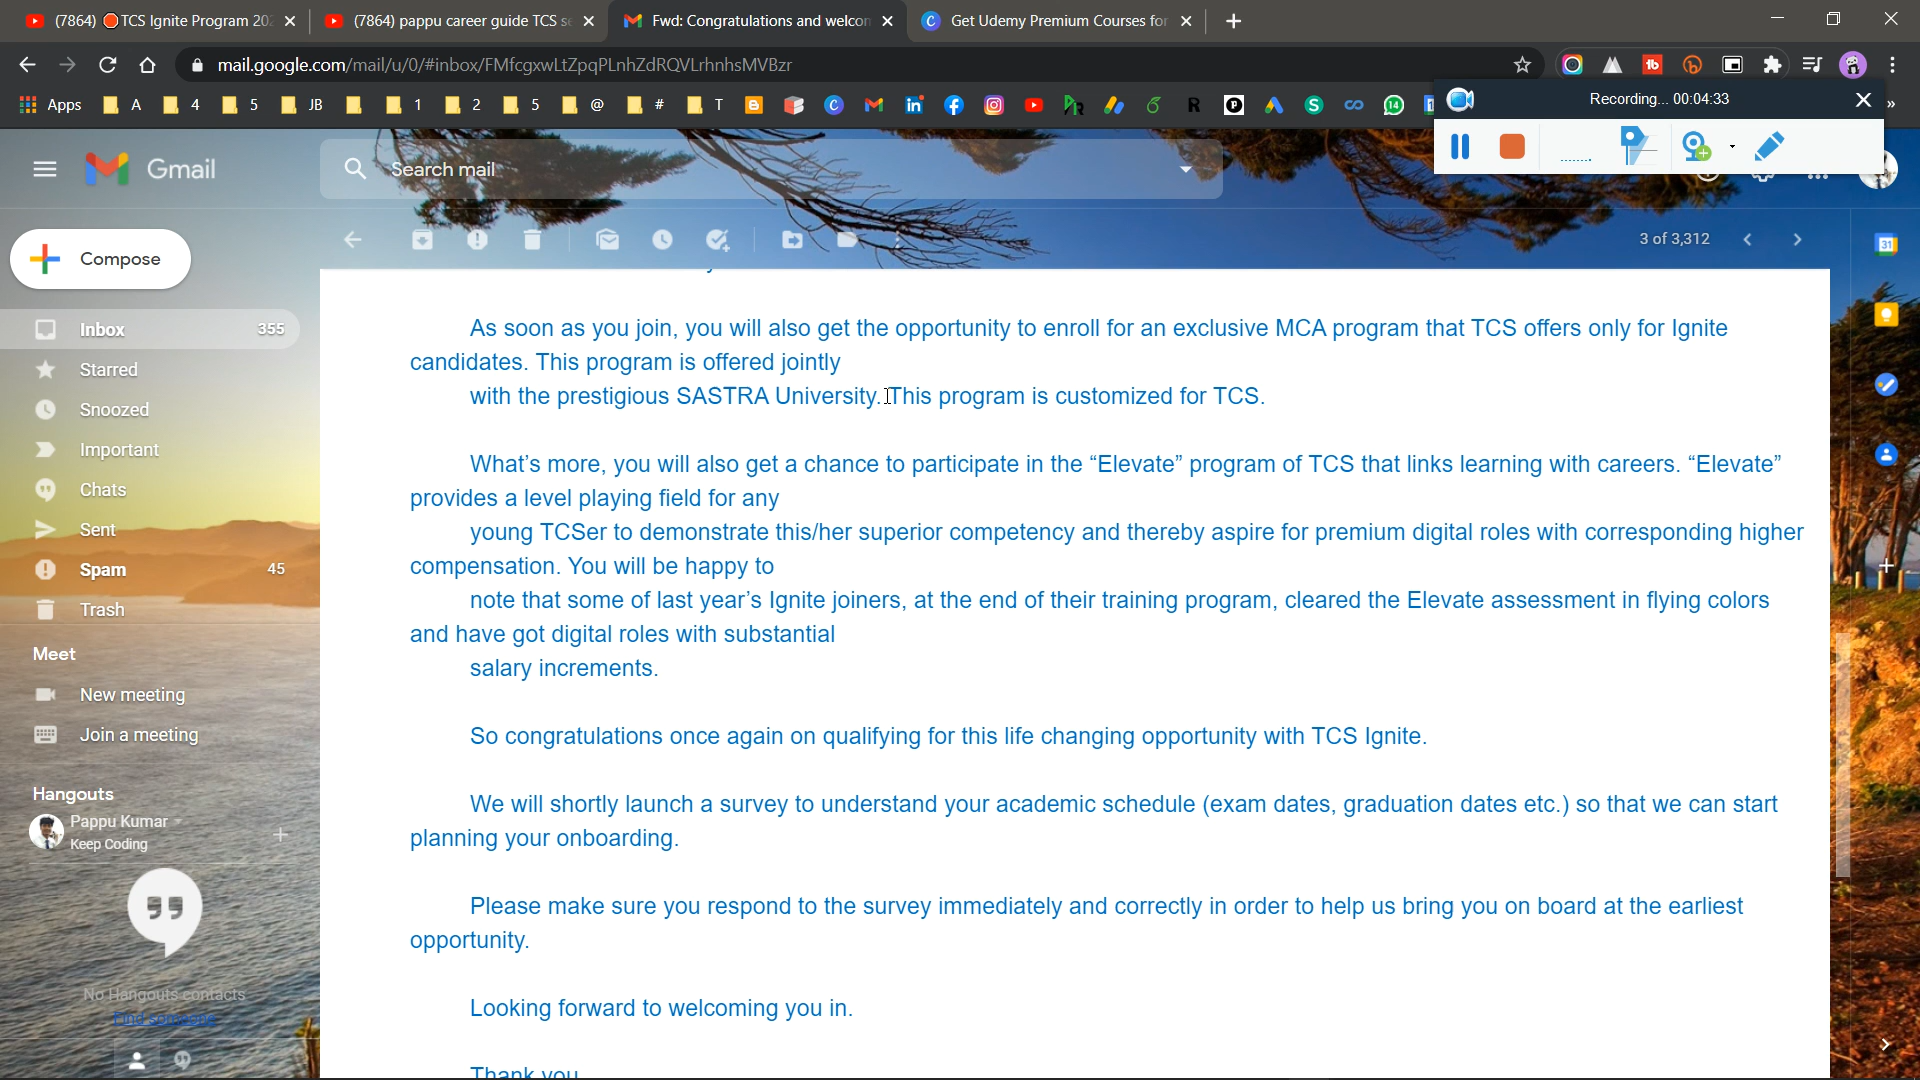 (7864) 🔴TCS Ignite Program 202
(7864) pappu career guide TCS se
Fwd: Congratulations and welcom
Get Udemy Premium Courses for
mail.google.com/mail/u/0/#inbox/FMfcgxwLtZpqPLnhZdRQVLrhnhsMVBzr
Apps A 4 5 JB 1 2 5 @ # T
Recording... 00:04:33
Gmail
Search mail
3 of 3,312
Compose
Inbox 355
Starred
Snoozed
Important
Chats
Sent
Spam 45
Trash
Meet
New meeting
Join a meeting
Hangouts
Pappu Kumar
Keep Coding
No Hangouts contacts
Find someone
As soon as you join, you will also get the opportunity to enroll for an exclusive MCA program that TCS offers only for Ignite
candidates. This program is offered jointly
with the prestigious SASTRA University. This program is customized for TCS.
What's more, you will also get a chance to participate in the “Elevate” program of TCS that links learning with careers. “Elevate”
provides a level playing field for any
young TCSer to demonstrate this/her superior competency and thereby aspire for premium digital roles with corresponding higher
compensation. You will be happy to
note that some of last year’s Ignite joiners, at the end of their training program, cleared the Elevate assessment in flying colors
and have got digital roles with substantial
salary increments.
So congratulations once again on qualifying for this life changing opportunity with TCS Ignite.
We will shortly launch a survey to understand your academic schedule (exam dates, graduation dates etc.) so that we can start
planning your onboarding.
Please make sure you respond to the survey immediately and correctly in order to help us bring you on board at the earliest
opportunity.
Looking forward to welcoming you in.
Thank you